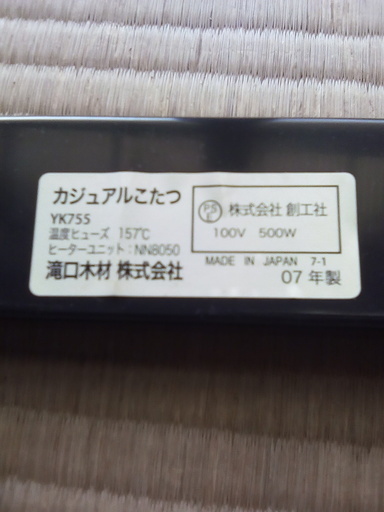 カジュアルこたつ
YK755
温度ヒューズ 157℃
ヒーターユニット:NN8050
滝口木材 株式会社
PS 株式会社 創工社
100V 500W
MADE IN JAPAN 7-1
07 年製